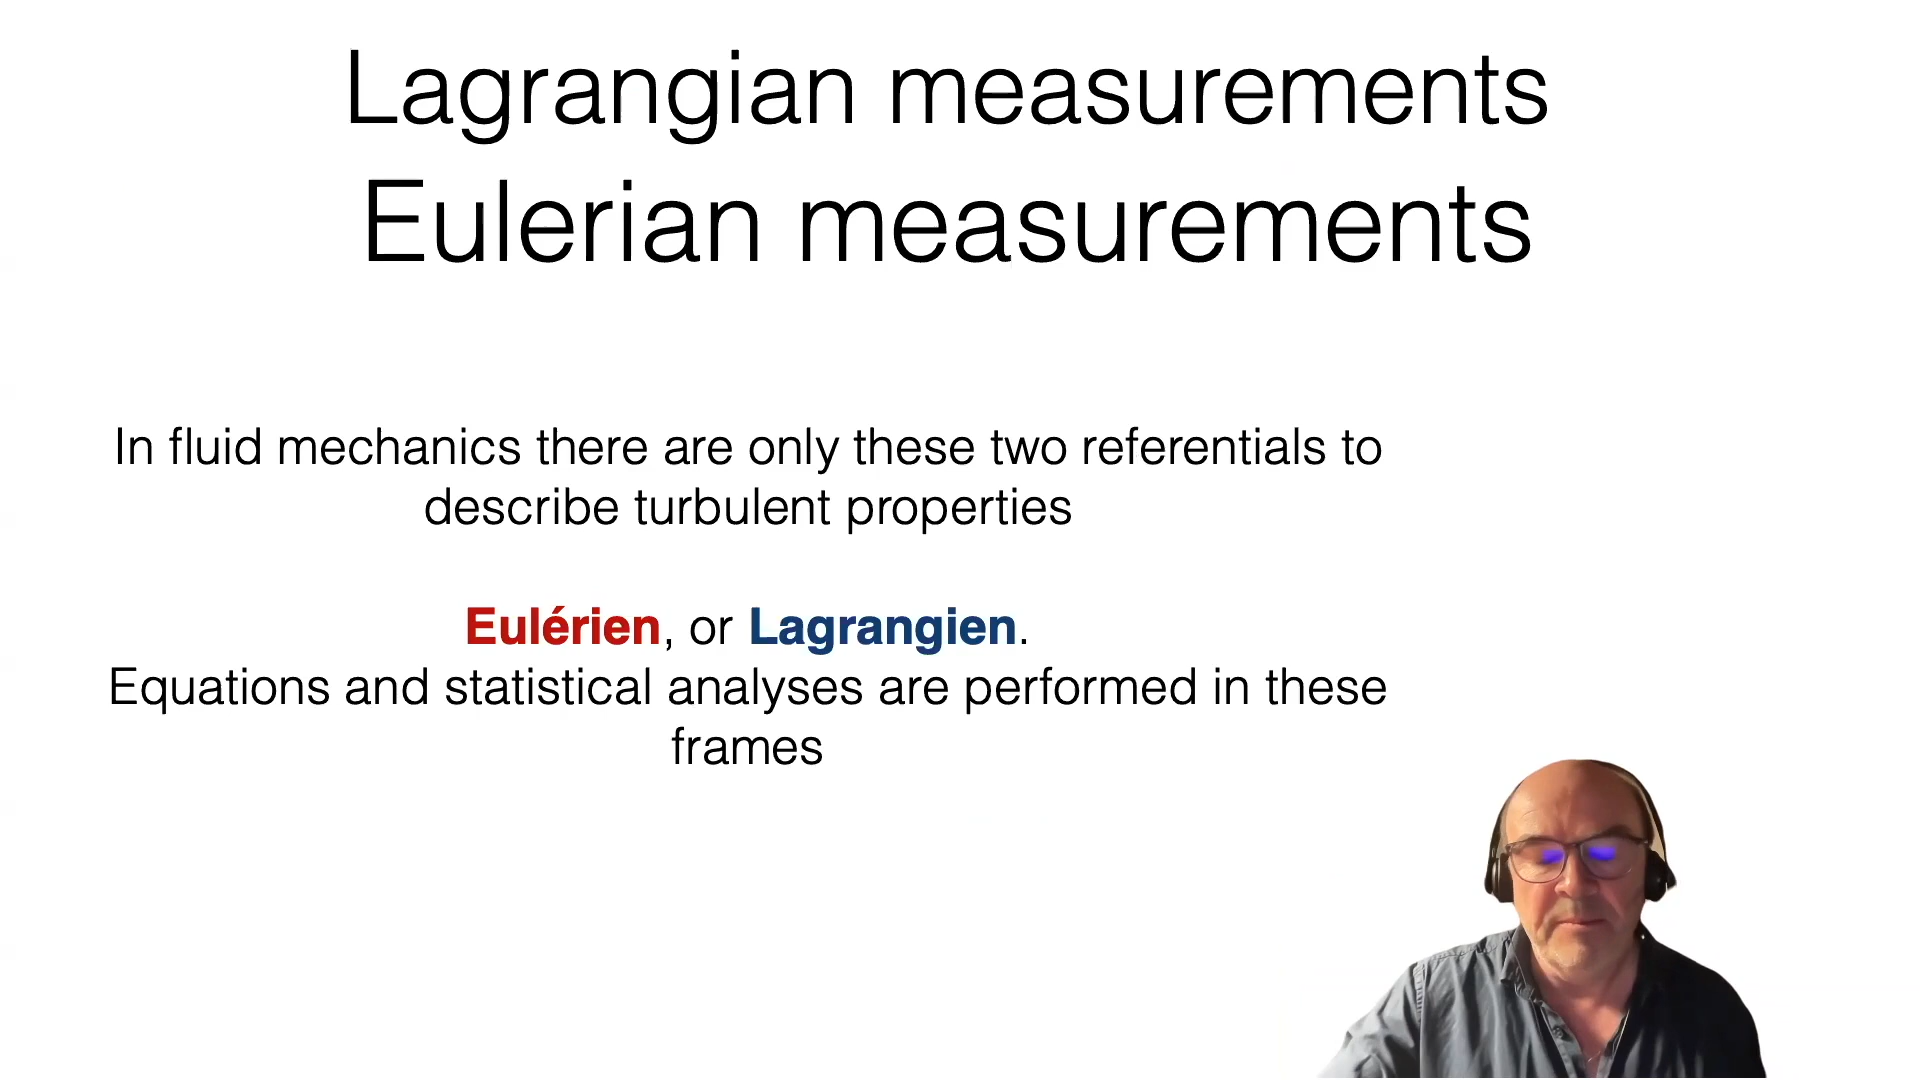 Lagrangian measurements
Eulerian measurements
In fluid mechanics there are only these two referentials to
describe turbulent properties
Eulérien, or Lagrangien.
Equations and statistical analyses are performed in these
frames